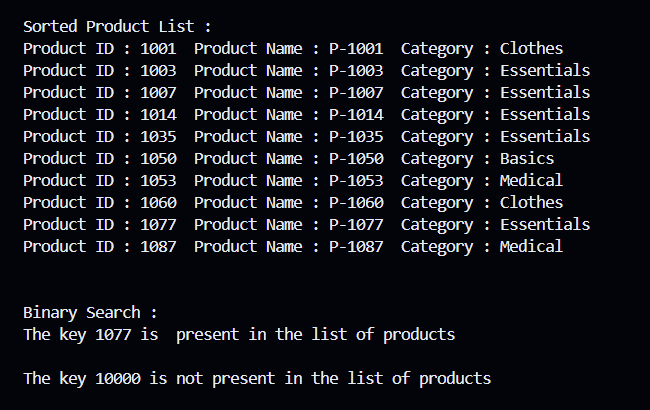 Sorted Product List :
Product ID : 1001  Product Name : P-1001  Category : Clothes
Product ID : 1003  Product Name : P-1003  Category : Essentials
Product ID : 1007  Product Name : P-1007  Category : Essentials
Product ID : 1014  Product Name : P-1014  Category : Essentials
Product ID : 1035  Product Name : P-1035  Category : Essentials
Product ID : 1050  Product Name : P-1050  Category : Basics
Product ID : 1053  Product Name : P-1053  Category : Medical
Product ID : 1060  Product Name : P-1060  Category : Clothes
Product ID : 1077  Product Name : P-1077  Category : Essentials
Product ID : 1087  Product Name : P-1087  Category : Medical
Binary Search :
The key 1077 is  present in the list of products
The key 10000 is not present in the list of products